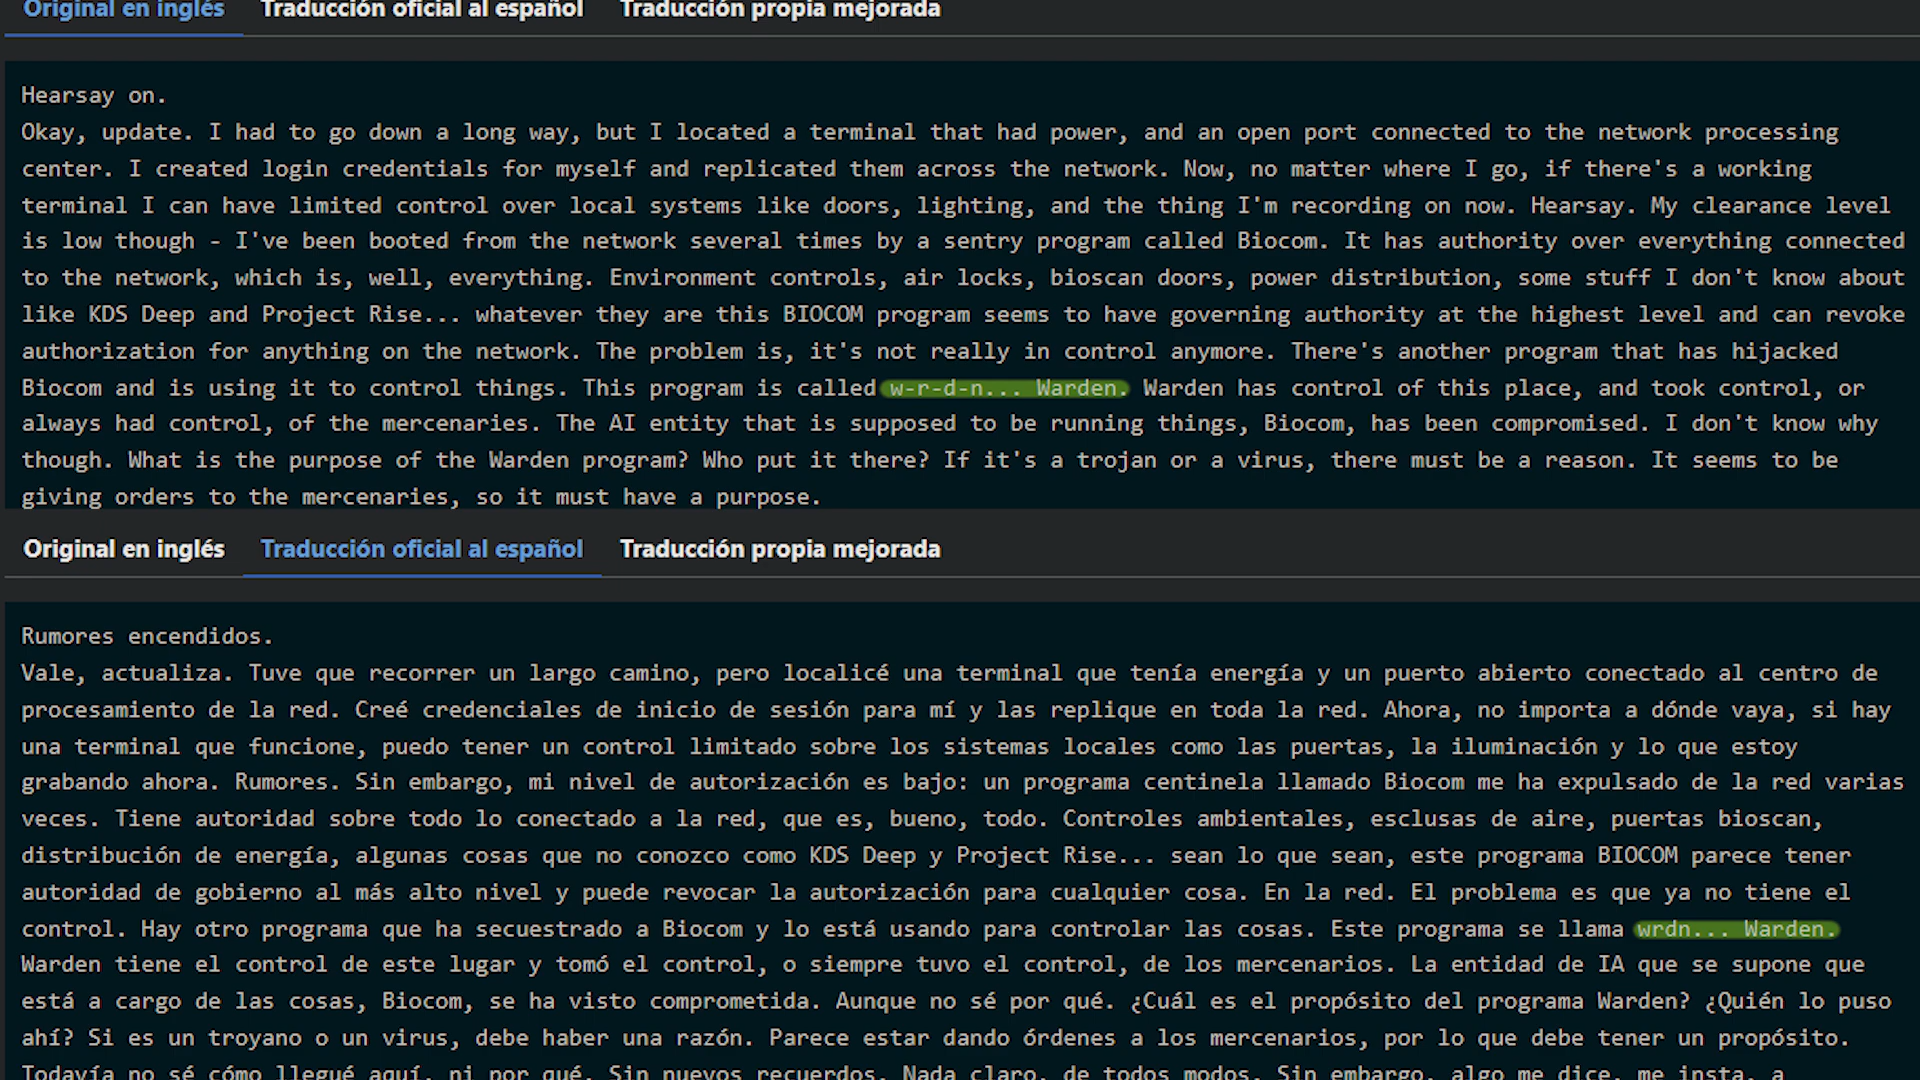 Original en inglés Traducción oficial al español Traducción propia mejorada
Hearsay on.
Okay, update. I had to go down a long way, but I located a terminal that had power, and an open port connected to the network processing
center. I created login credentials for myself and replicated them across the network. Now, no matter where I go, if there's a working
terminal I can have limited control over local systems like doors, lighting, and the thing I'm recording on now. Hearsay. My clearance level
is low though - I've been booted from the network several times by a sentry program called Biocom. It has authority over everything connected
to the network, which is, well, everything. Environment controls, air locks, bioscan doors, power distribution, some stuff I don't know about
like KDS Deep and Project Rise... whatever they are this BIOCOM program seems to have governing authority at the highest level and can revoke
authorization for anything on the network. The problem is, it's not really in control anymore. There's another program that has hijacked
Biocom and is using it to control things. This program is called w-r-d-n... Warden. Warden has control of this place, and took control, or
always had control, of the mercenaries. The AI entity that is supposed to be running things, Biocom, has been compromised. I don't know why
though. What is the purpose of the Warden program? Who put it there? If it's a trojan or a virus, there must be a reason. It seems to be
giving orders to the mercenaries, so it must have a purpose.
Original en inglés Traducción oficial al español Traducción propia mejorada
Rumores encendidos.
Vale, actualiza. Tuve que recorrer un largo camino, pero localicé una terminal que tenía energía y un puerto abierto conectado al centro de
procesamiento de la red. Creé credenciales de inicio de sesión para mí y las replique en toda la red. Ahora, no importa a dónde vaya, si hay
una terminal que funcione, puedo tener un control limitado sobre los sistemas locales como las puertas, la iluminación y lo que estoy
grabando ahora. Rumores. Sin embargo, mi nivel de autorización es bajo: un programa centinela llamado Biocom me ha expulsado de la red varias
veces. Tiene autoridad sobre todo lo conectado a la red, que es, bueno, todo. Controles ambientales, esclusas de aire, puertas bioscan,
distribución de energía, algunas cosas que no conozco como KDS Deep y Project Rise... sean lo que sean, este programa BIOCOM parece tener
autoridad de gobierno al más alto nivel y puede revocar la autorización para cualquier cosa. En la red. El problema es que ya no tiene el
control. Hay otro programa que ha secuestrado a Biocom y lo está usando para controlar las cosas. Este programa se llama wrdn... Warden.
Warden tiene el control de este lugar y tomó el control, o siempre tuvo el control, de los mercenarios. La entidad de IA que se supone que
está a cargo de las cosas, Biocom, se ha visto comprometida. Aunque no sé por qué. ¿Cuál es el propósito del programa Warden? ¿Quién lo puso
ahí? Si es un troyano o un virus, debe haber una razón. Parece estar dando órdenes a los mercenarios, por lo que debe tener un propósito.
Todavía no sé cómo llegué aquí, ni por qué. Sin nuevos recuerdos. Nada claro, de todos modos. Sin embargo, algo me dice, me insta, a